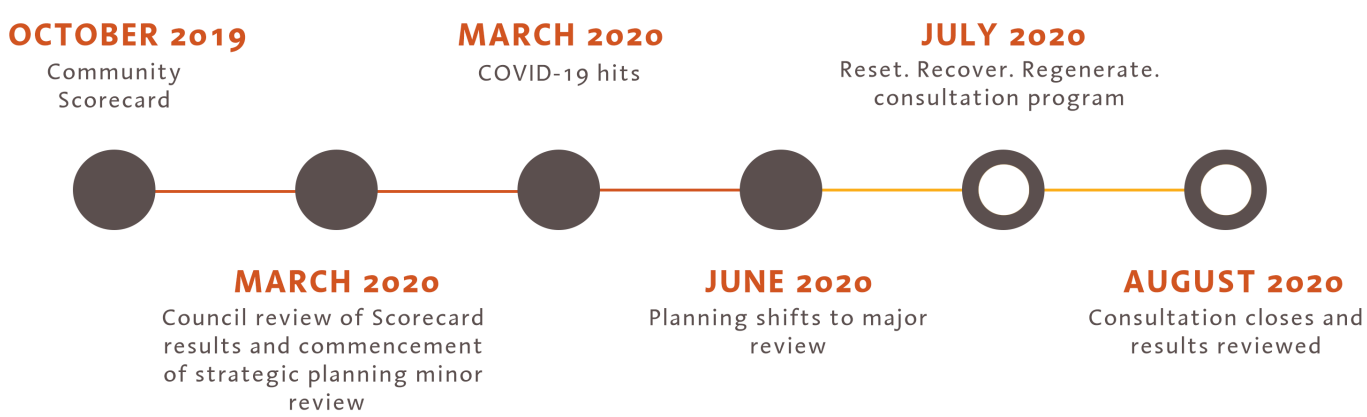 OCTOBER 2019
Community
Scorecard
MARCH 2020
Council review of Scorecard
results and commencement
of strategic planning minor
review
MARCH 2020
COVID-19 hits
JUNE 2020
Planning shifts to major
review
JULY 2020
Reset. Recover. Regenerate.
consultation program
AUGUST 2020
Consultation closes and
results reviewed